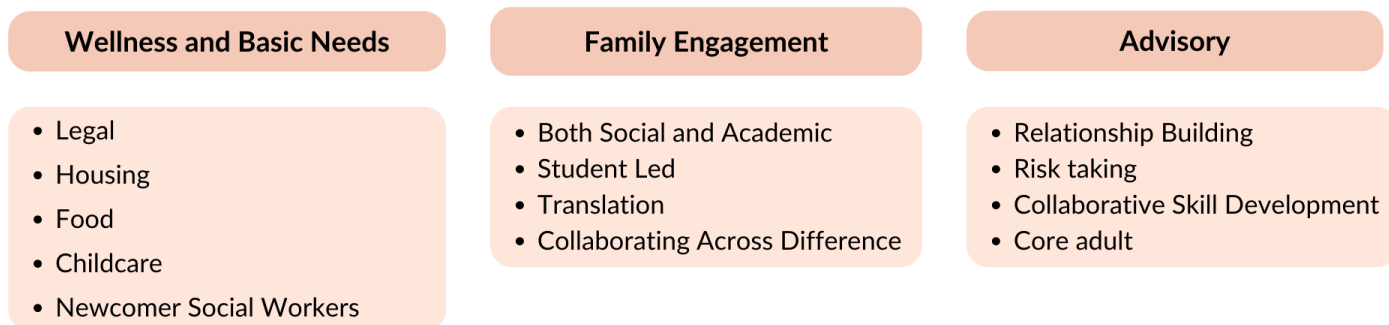 Wellness and Basic Needs
• Legal
• Housing
• Food
• Childcare
• Newcomer Social Workers
Family Engagement
• Both Social and Academic
• Student Led
• Translation
• Collaborating Across Difference
Advisory
• Relationship Building
• Risk taking
• Collaborative Skill Development
• Core adult